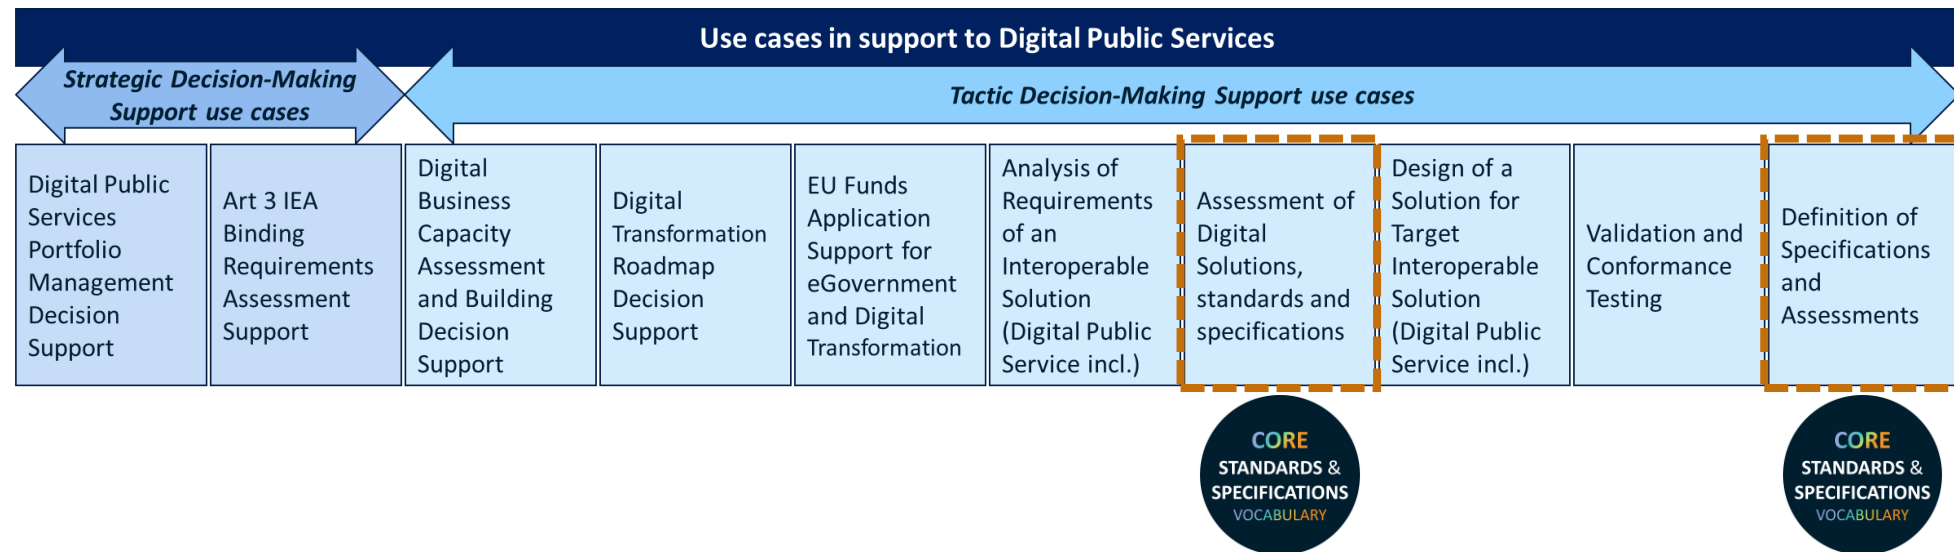 Use cases in support to Digital Public Services
Strategic Decision-Making
Support use cases
Tactic Decision-Making Support use cases
Digital Public
Services
Portfolio
Management
Decision
Support
Art 3 IEA
Binding
Requirements
Assessment
Support
Digital
Business
Capacity
Assessment
and Building
Decision
Support
Digital
Transformation
Roadmap
Decision
Support
EU Funds
Application
Support for
eGovernment
and Digital
Transformation
Analysis of
Requirements
of an
Interoperable
Solution
(Digital Public
Service incl.)
Assessment of
Digital
Solutions,
standards and
specifications
Design of a
Solution for
Target
Interoperable
Solution
(Digital Public
Service incl.)
Validation and
Conformance
Testing
Definition of
Specifications
and
Assessments
CORE
STANDARDS &
SPECIFICATIONS
VOCABULARY
CORE
STANDARDS &
SPECIFICATIONS
VOCABULARY